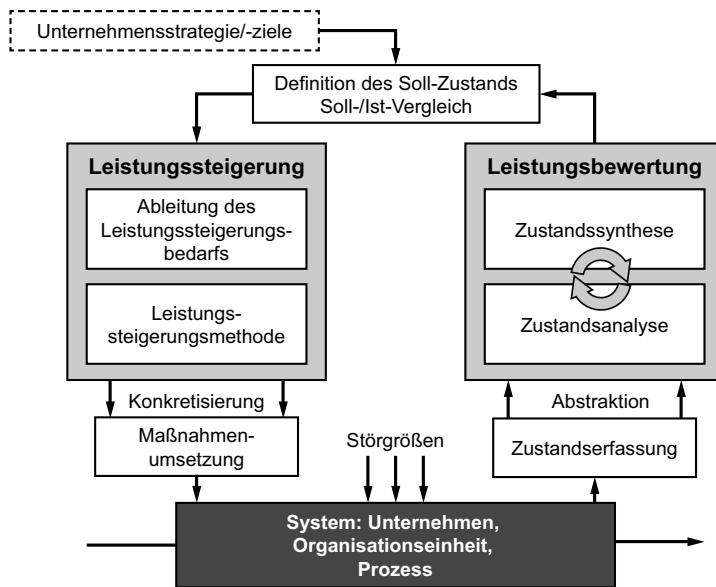 Unternehmensstrategie/-ziele
Definition des Soll-Zustands
Soll-/Ist-Vergleich
Leistungssteigerung
Ableitung des
Leistungssteigerungs-
bedarfs
Leistungs-
steigerungsmethode
Konkretisierung
Maßnahmen-
umsetzung
Leistungsbewertung
Zustandssynthese
Zustandsanalyse
Abstraktion
Zustandserfassung
Störgrößen
System: Unternehmen,
Organisationseinheit,
Prozess